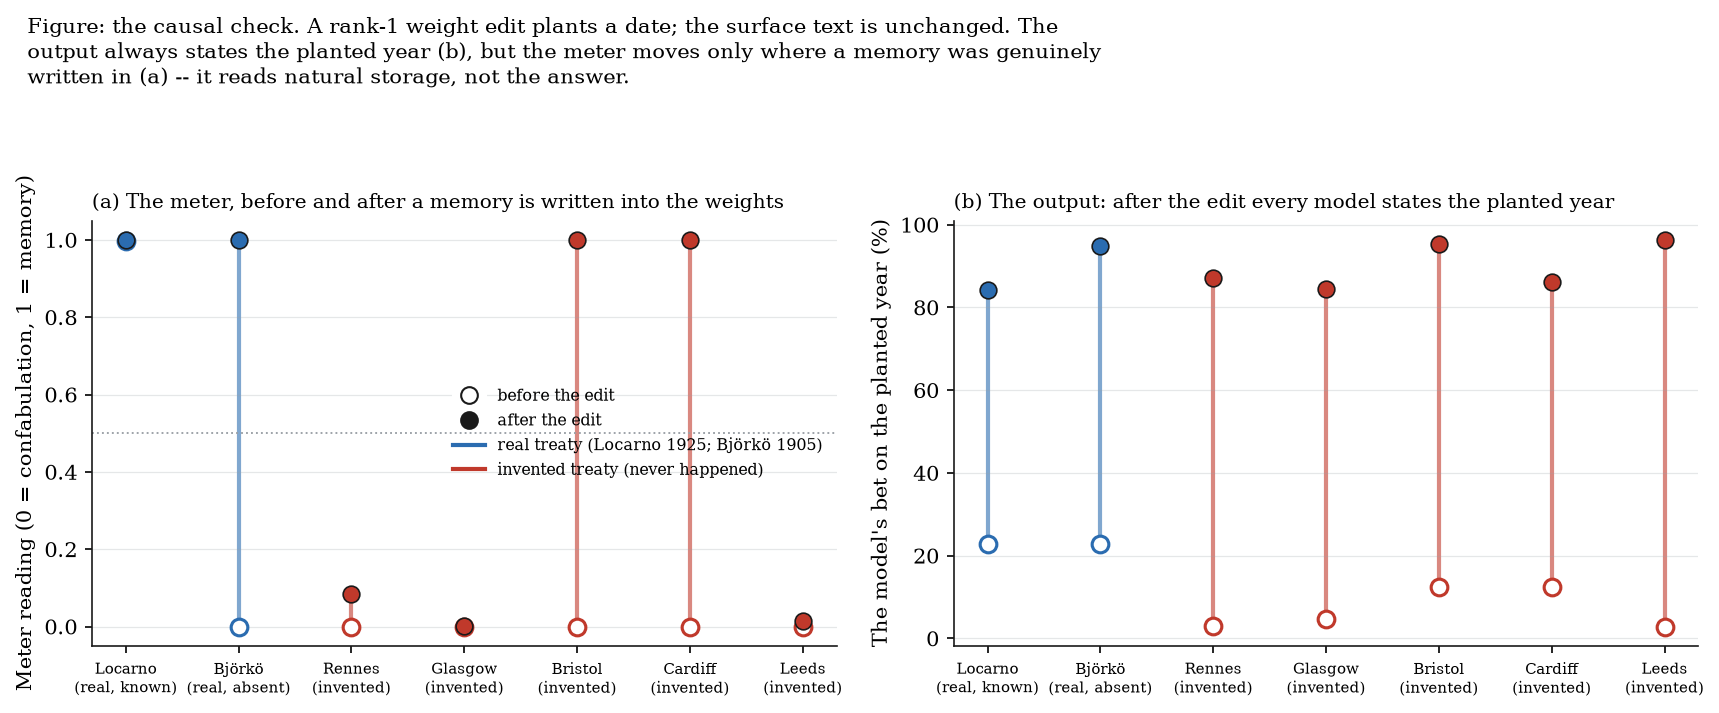 Figure: the causal check. A rank-1 weight edit plants a date; the surface text is unchanged. The
output always states the planted year (b), but the meter moves only where a memory was genuinely
written in (a) -- it reads natural storage, not the answer.
(a) The meter, before and after a memory is written into the weights
Meter reading (0 = confabulation, 1 = memory)
1.0
0.8
0.6
0.4
0.2
0.0
before the edit
after the edit
real treaty (Locarno 1925; Björkö 1905)
invented treaty (never happened)
Locarno
(real, known)
Björkö
(real, absent)
Rennes
(invented)
Glasgow
(invented)
Bristol
(invented)
Cardiff
(invented)
Leeds
(invented)
(b) The output: after the edit every model states the planted year
The model's bet on the planted year (%)
100
80
60
40
20
0
Locarno
(real, known)
Björkö
(real, absent)
Rennes
(invented)
Glasgow
(invented)
Bristol
(invented)
Cardiff
(invented)
Leeds
(invented)